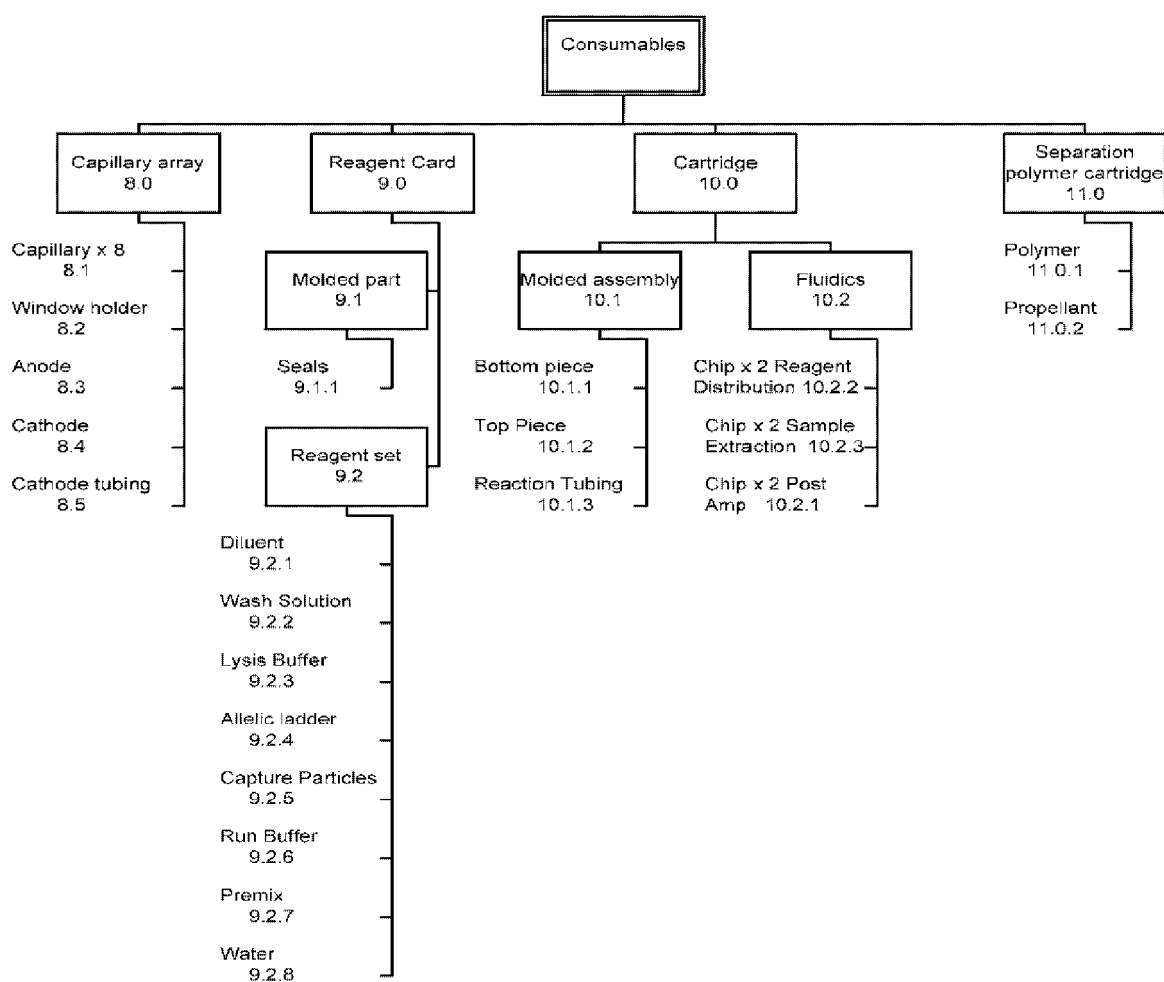 Consumables
Capillary array
8.0
Reagent Card
9.0
Cartridge
10.0
Separation
polymer cartridge
11.0
Capillary x 8
8.1
Window holder
8.2
Anode
8.3
Cathode
8.4
Cathode tubing
8.5
Molded part
9.1
Seals
9.1.1
Reagent set
9.2
Diluent
9.2.1
Wash Solution
9.2.2
Lysis Buffer
9.2.3
Allelic ladder
9.2.4
Capture Particles
9.2.5
Run Buffer
9.2.6
Premix
9.2.7
Water
9.2.8
Molded assembly
10.1
Bottom piece
10.1.1
Top Piece
10.1.2
Reaction Tubing
10.1.3
Fluidics
10.2
Chip x 2 Reagent
Distribution 10.2.2
Chip x 2 Sample
Extraction 10.2.3
Chip x 2 Post
Amp 10.2.1
Polymer
11.0.1
Propellant
11.0.2